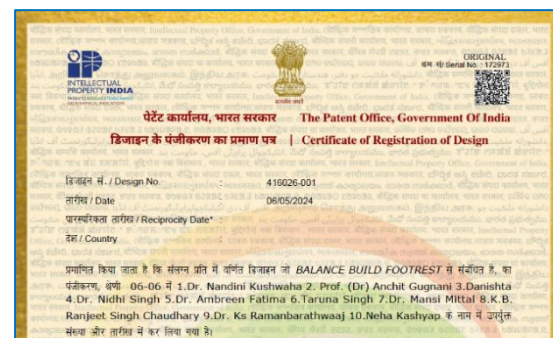 ORIGINAL
क्रम सं/ Serial No. : 172973
INTELLECTUAL
PROPERTY INDIA
पेटेंट कार्यालय, भारत सरकार The Patent Office, Government Of India
डिजाइन के पंजीकरण का प्रमाण पत्र | Certificate of Registration of Design
डिजाइन सं. / Design No. : 416026-001
तारीख / Date : 06/05/2024
पारस्परिकता तारीख / Reciprocity Date* :
देश / Country :
प्रमाणित किया जाता है कि संलग्न प्रति में वर्णित डिजाइन जो BALANCE BUILD FOOTREST से संबंधित है, का
पंजीकरण, श्रेणी 06-06 में 1.Dr. Nandini Kushwaha 2. Prof. (Dr) Anchit Gugnani 3.Danishta
4.Dr. Nidhi Singh 5.Dr. Ambreen Fatima 6.Taruna Singh 7.Dr. Mansi Mittal 8.K.B.
Ranjeet Singh Chaudhary 9.Dr. Ks Ramanbarathwaaj 10.Neha Kashyap के नाम में उपर्युक्त
संख्या और तारीख में कर लिया गया है।